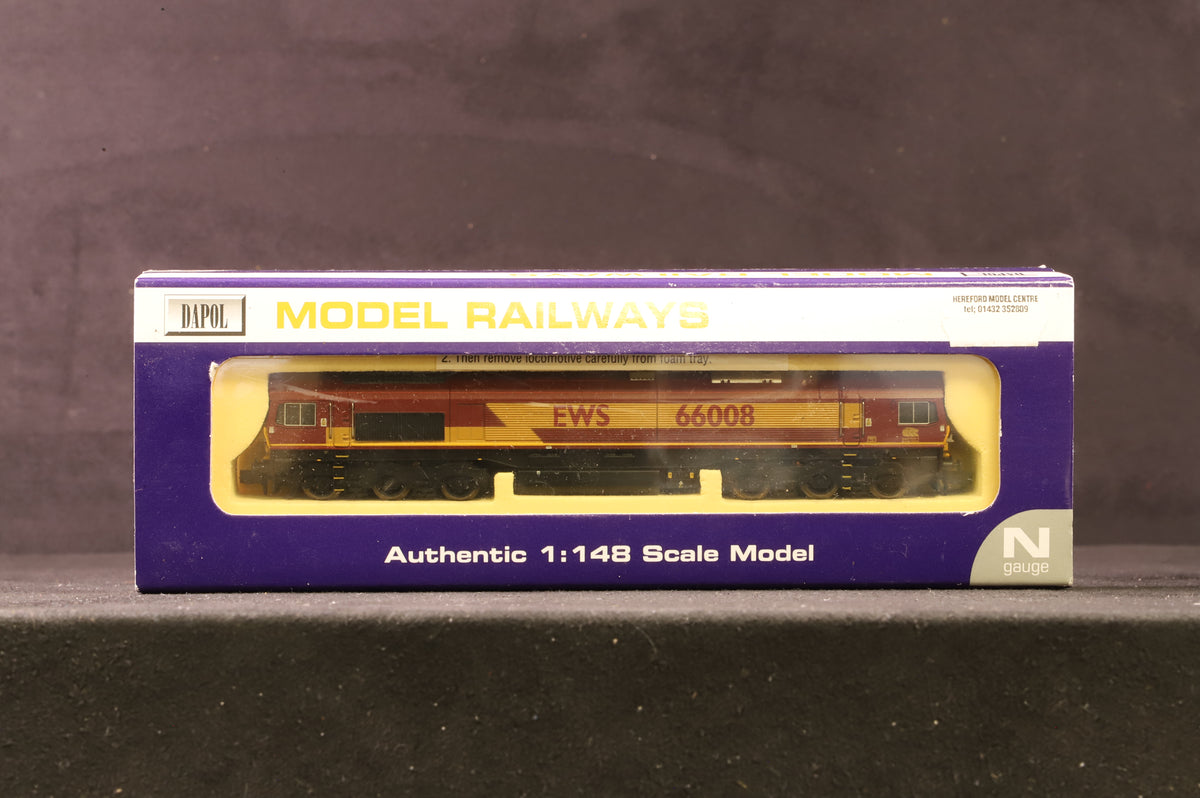 DAPOL
MODEL RAILWAYS
HEREFORD MODEL CENTRE
tel; 01432 352809
2. Then remove locomotive carefully from foam tray.
EWS 66008
Authentic 1:148 Scale Model
N
gauge